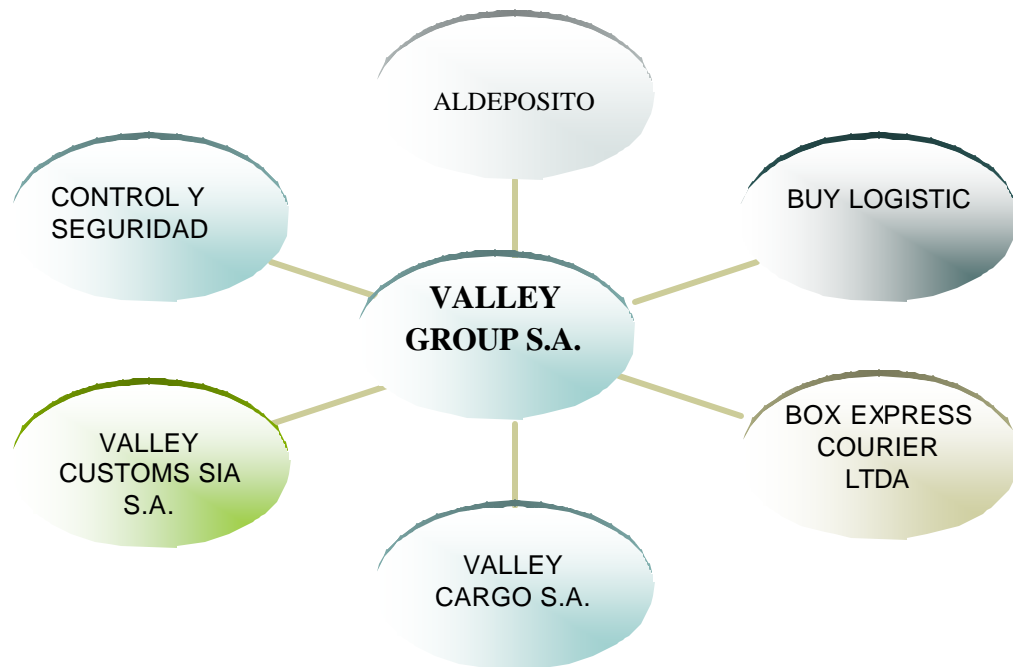 ALDEPOSITO
CONTROL Y
SEGURIDAD
BUY LOGISTIC
VALLEY
GROUP S.A.
VALLEY
CUSTOMS SIA
S.A.
BOX EXPRESS
COURIER
LTDA
VALLEY
CARGO S.A.